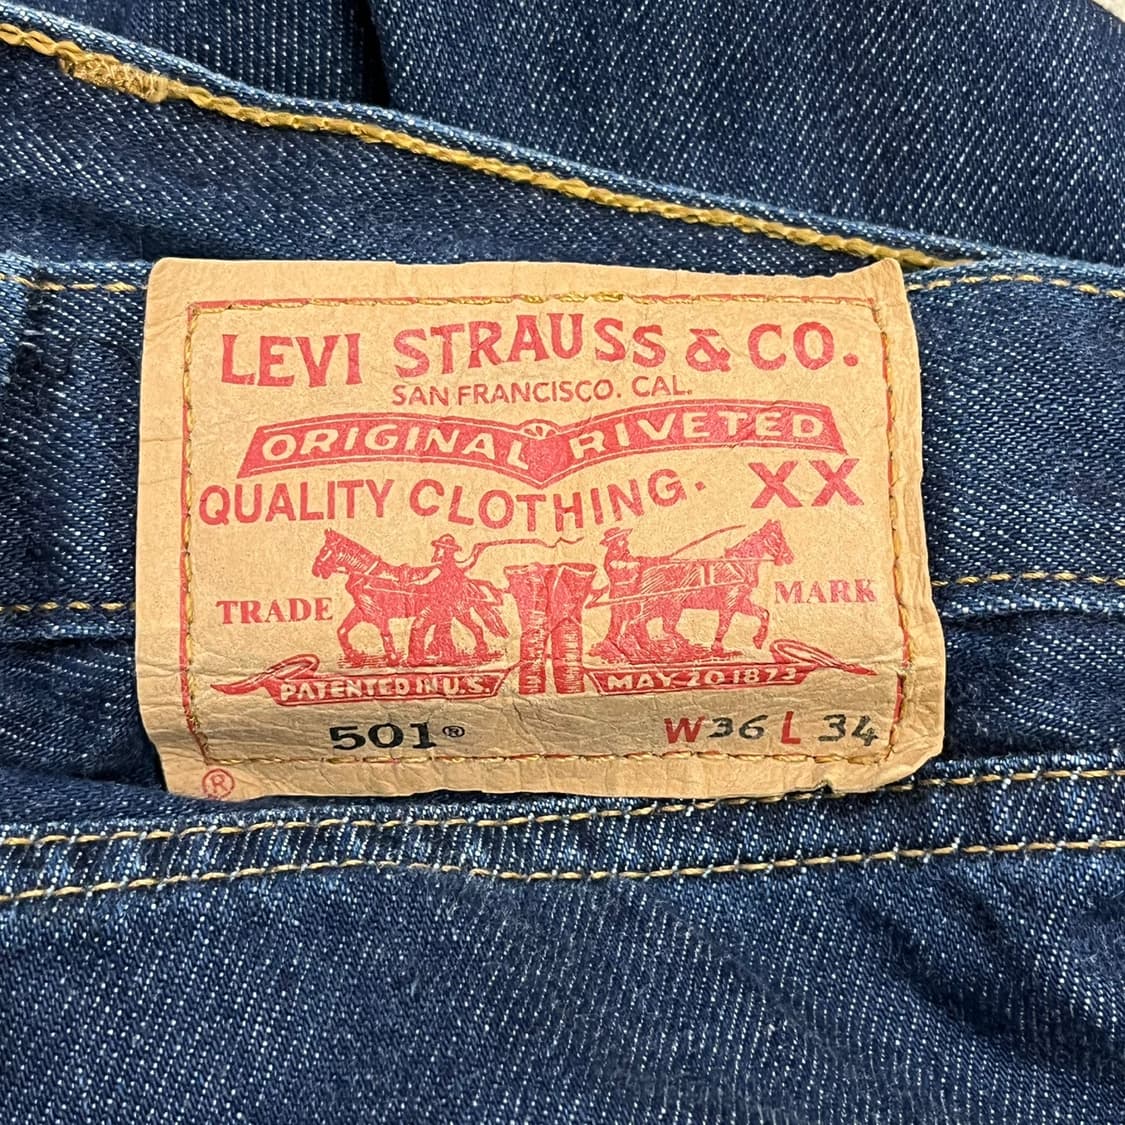 LEVI STRAUSS & CO.
SAN FRANCISCO. CAL.
ORIGINAL RIVETED
QUALITY CLOTHING. XX
TRADE MARK
PATENTED IN U.S. MAY 20 1873
501® W36 L 34
®